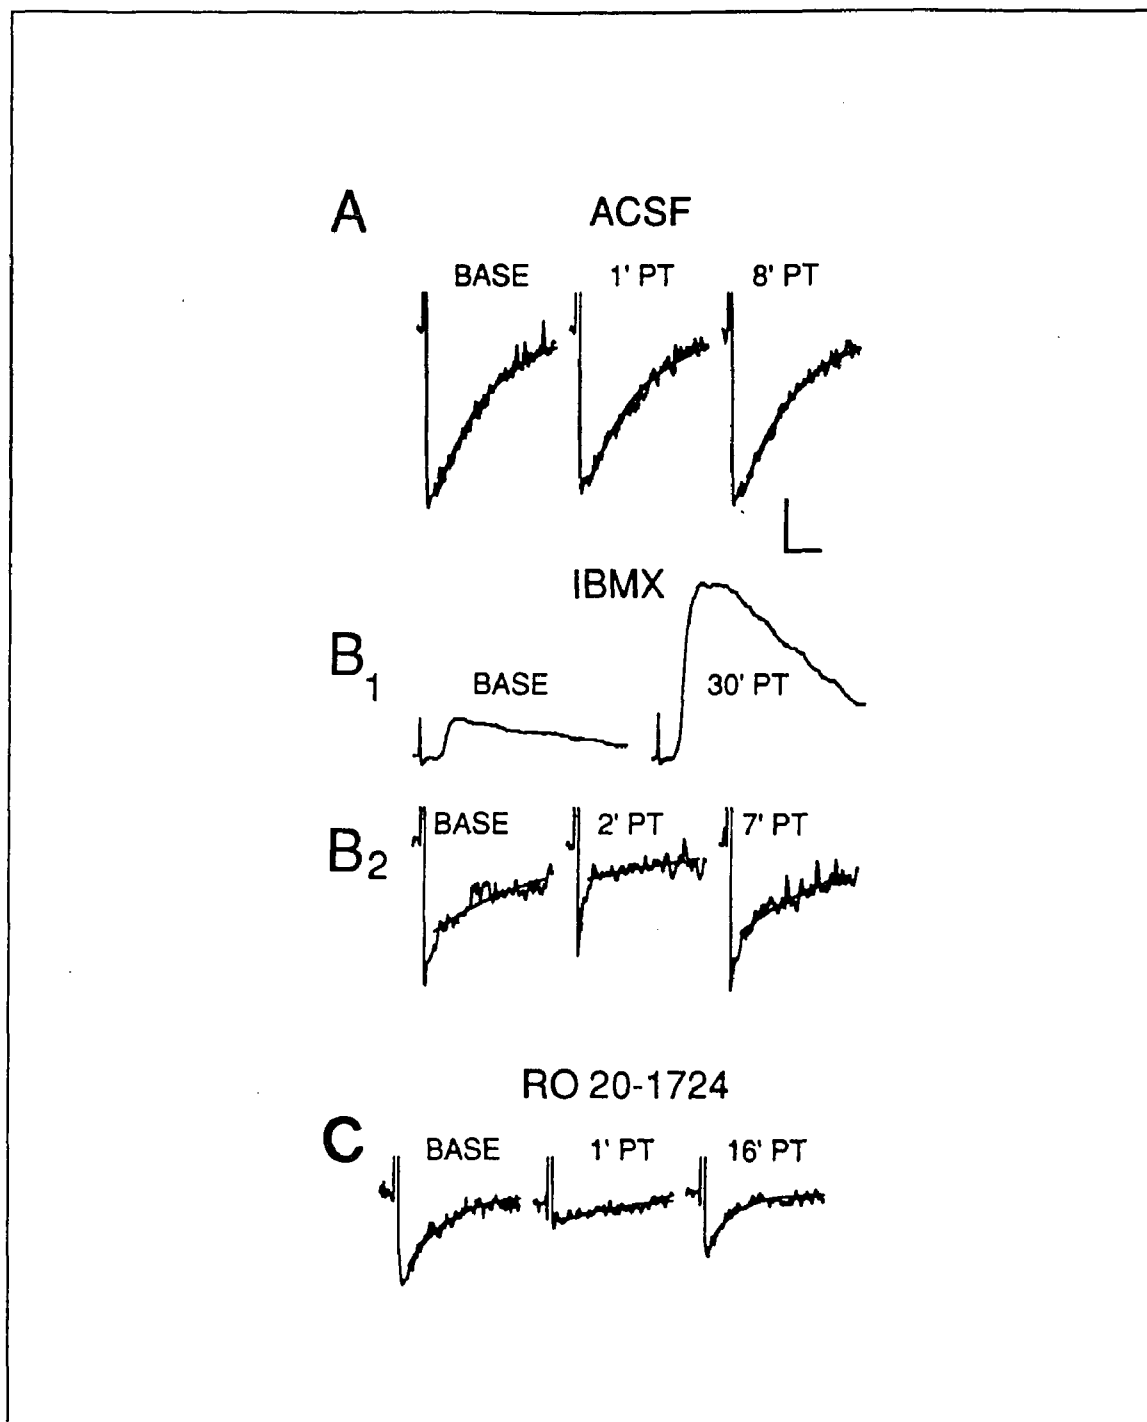 A
ACSF
BASE 1' PT 8' PT
IBMX
B1
BASE 30' PT
B2
BASE 2' PT 7' PT
RO 20-1724
C
BASE 1' PT 16' PT